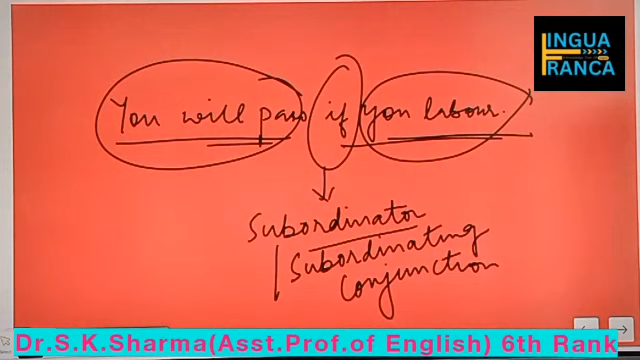 LINGUA
FRANCA
You will pass if you labour.
Subordinator
Subordinating
Conjunction
Dr.S.K.Sharma(Asst.Prof.of English) 6th Rank